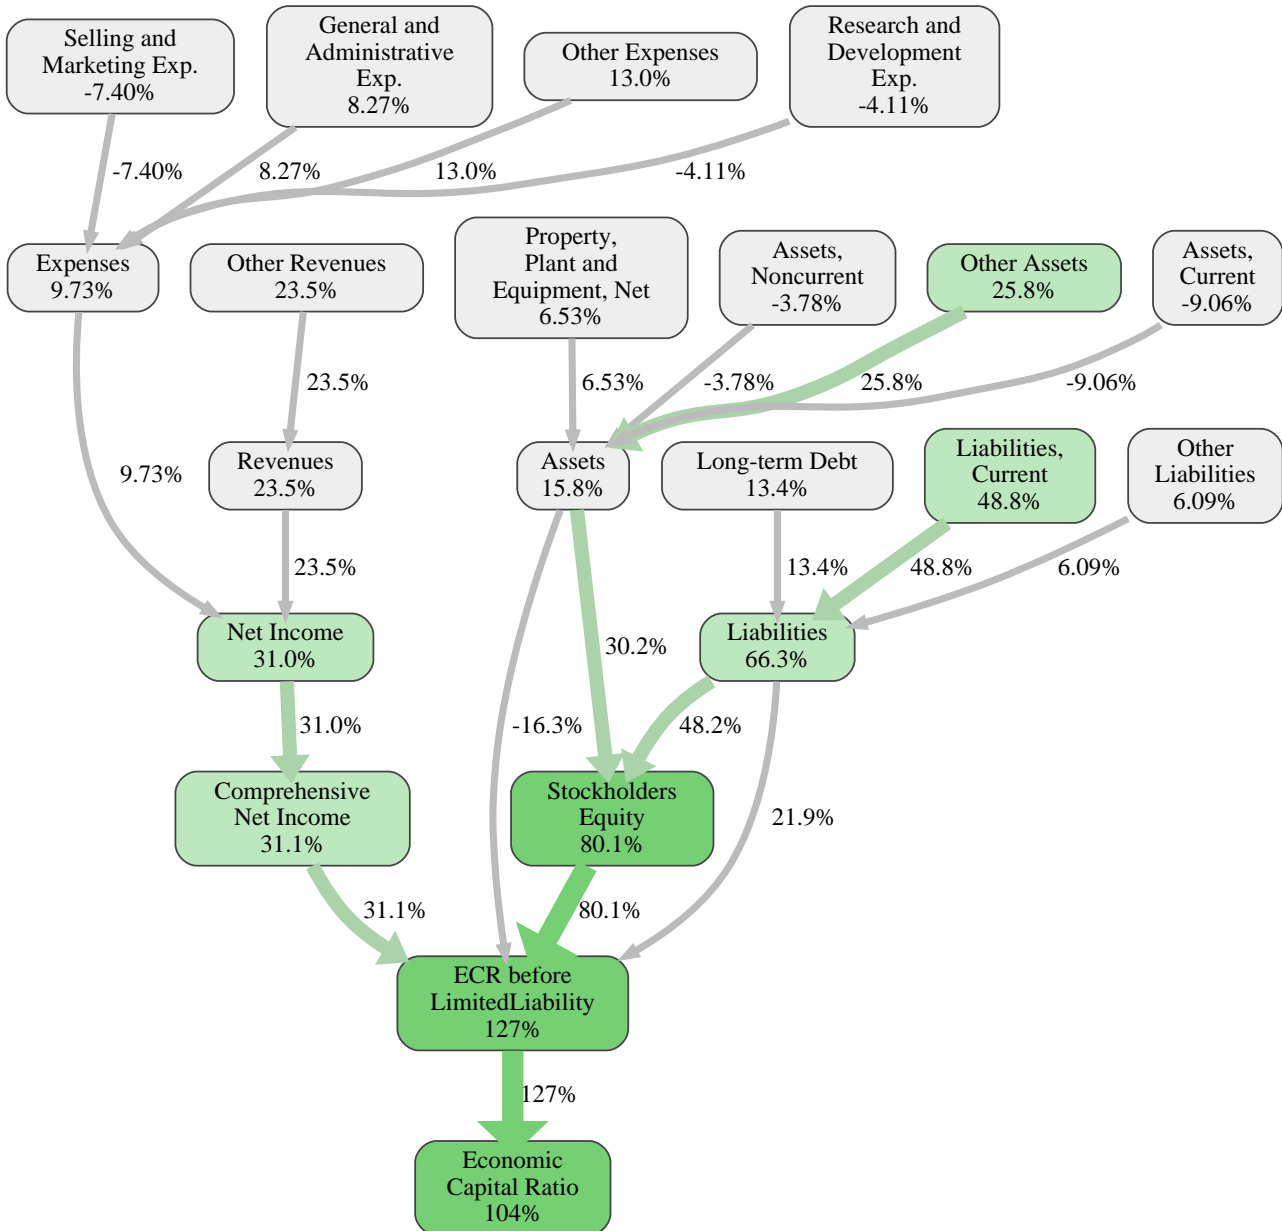 Selling and
Marketing Exp.
-7.40%
General and
Administrative
Exp.
8.27%
Other Expenses
13.0%
Research and
Development
Exp.
-4.11%
-7.40%
8.27%
13.0%
-4.11%
Expenses
9.73%
Other Revenues
23.5%
Property,
Plant and
Equipment, Net
6.53%
Assets,
Noncurrent
-3.78%
Other Assets
25.8%
Assets,
Current
-9.06%
23.5%
6.53%
-3.78%
25.8%
-9.06%
9.73%
Revenues
23.5%
Assets
15.8%
Long-term Debt
13.4%
Liabilities,
Current
48.8%
Other
Liabilities
6.09%
23.5%
13.4%
48.8%
6.09%
Net Income
31.0%
30.2%
Liabilities
66.3%
31.0%
-16.3%
48.2%
Comprehensive
Net Income
31.1%
Stockholders
Equity
80.1%
21.9%
31.1%
80.1%
ECR before
LimitedLiability
127%
127%
Economic
Capital Ratio
104%